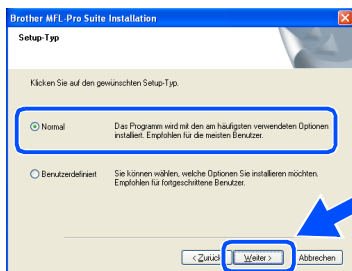 Brother MFL-Pro Suite Installation
Setup-Typ
Klicken Sie auf den gewünschten Setup-Typ.
Normal
Das Programm wird mit den am häufigsten verwendeten Optionen
installiert. Empfohlen für die meisten Benutzer.
Benutzerdefiniert
Sie können wählen, welche Optionen Sie installieren möchten.
Empfohlen für fortgeschrittene Benutzer.
< Zurück
Weiter >
Abbrechen